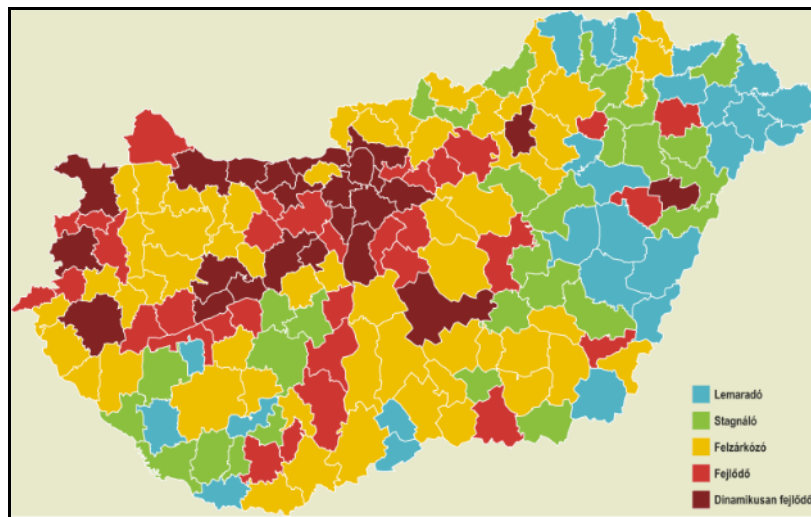 Lemaradó
Stagnáló
Felzárkózó
Fejlődő
Dinamikusan fejlődő